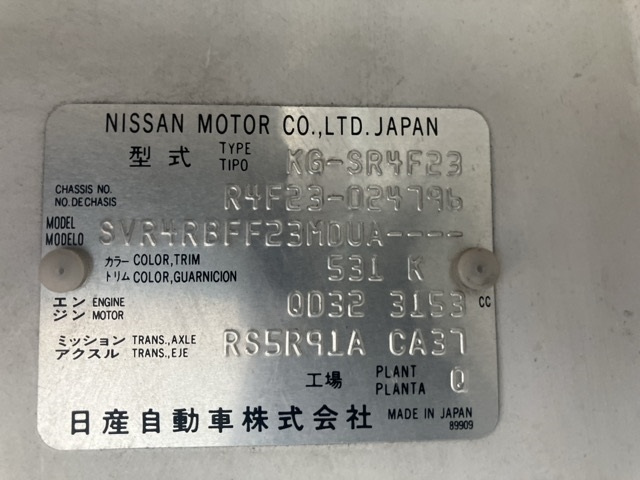 NISSAN MOTOR CO.,LTD. JAPAN
型式 TYPE TIPO KG-SR4F23
CHASSIS NO. NO. DE CHASIS R4F23-024796
MODEL MODELO SVR4RBFF23MDUA----
カラー COLOR,TRIM トリム COLOR,GUARNICION 531 K
エンジン ENGINE MOTOR QD32 3153 CC
ミッション TRANS.,AXLE アクスル TRANS.,EJE RS5R91A CA37
工場 PLANT PLANTA Q
日産自動車株式会社 MADE IN JAPAN
89909